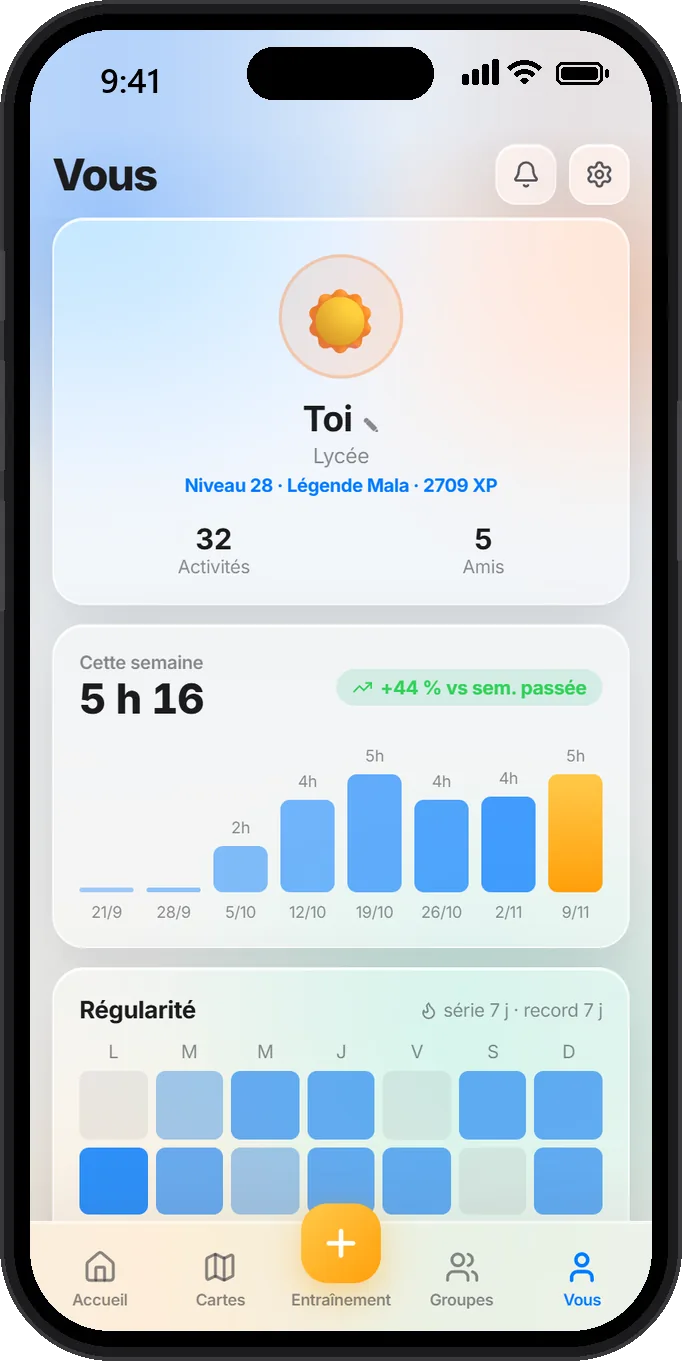 9:41
Vous
Toi
Lycée
Niveau 28 · Légende Mala · 2709 XP
32
5
Activités
Amis
Cette semaine
5 h 16
+44 % vs sem. passée
2h
4h
5h
4h
4h
5h
21/9
28/9
5/10
12/10
19/10
26/10
2/11
9/11
Régularité
série 7 j · record 7 j
L M M J V S D
Accueil
Cartes
Entraînement
Groupes
Vous